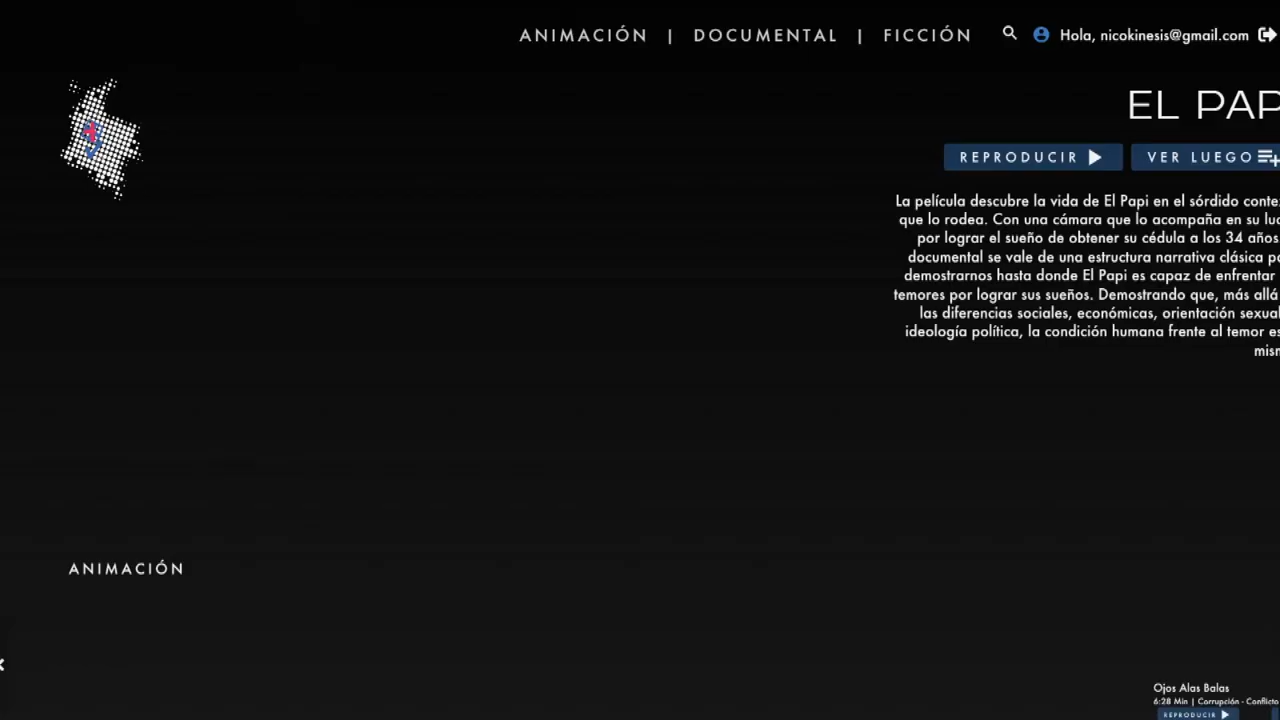 ANIMACIÓN | DOCUMENTAL | FICCIÓN Hola, nicokinesis@gmail.com
EL PAP
REPRODUCIR VER LUEGO
La película descubre la vida de El Papi en el sórdido conte
que lo rodea. Con una cámara que lo acompaña en su luc
por lograr el sueño de obtener su cédula a los 34 años
documental se vale de una estructura narrativa clásica pa
demostrarnos hasta donde El Papi es capaz de enfrentar
temores por lograr sus sueños. Demostrando que, más allá
las diferencias sociales, económicas, orientación sexual
ideología política, la condición humana frente al temor es
mism
ANIMACIÓN
Ojos Alas Balas
6:28 Min | Corrupción - Conflicto
REPRODUCIR